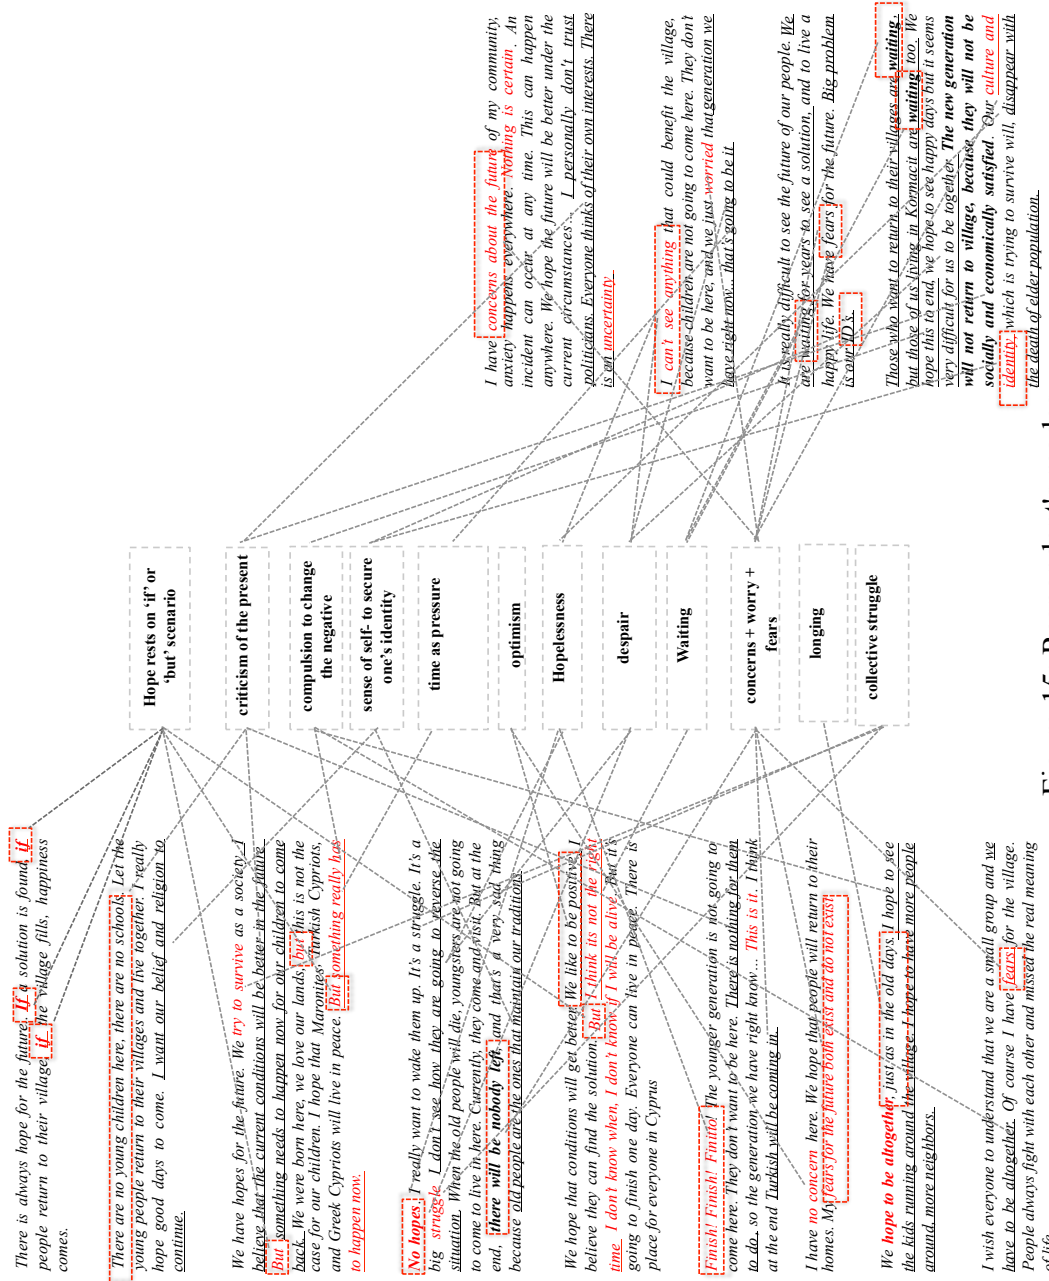 There is always hope for the future. If a solution is found, if
people return to their village, if the village fills, happiness
comes.
There are no young children here, there are no schools. Let the
young people return to their villages and live together. I really
hope good days to come. I want our belief and religion to
continue.
We have hopes for the future. We try to survive as a society. I
believe that the current conditions will be better in the future.
But something needs to happen now for our children to come
back. We were born here, we love our lands, but this is not the
case for our children. I hope that Maronites, Turkish Cypriots,
and Greek Cypriots will live in peace. But something really has
to happen now.
No hopes. I really want to wake them up. It's a struggle. It's a
big struggle. I don't see how they are going to reverse the
situation. When the old people will die, youngsters are not going
to come to live in here. Currently, they come and visit. But at the
end, there will be nobody left, and that's a very sad thing
because old people are the ones that maintain our traditions.
We hope that conditions will get better. We like to be positive. I
believe they can find the solution. But I think its not the right
time. I don't know when, I don't know if I will be alive. But it's
going to finish one day. Everyone can live in peace. There is
place for everyone in Cyprus
Finish! Finish! Finito! The younger generation is not going to
come here. They don't want to be here. There is nothing for them
to do, so the generation we have right know... This is it. I think
at the end Turkish will be coming in.
I have no concern here. We hope that people will return to their
homes. My fears for the future both exist and do not exist.
We hope to be altogether, just as in the old days. I hope to see
the kids running around the village. I hope to have more people
around, more neighbors.
I wish everyone to understand that we are a small group and we
have to be altogether. Of course I have fears for the village.
People always fight with each other and missed the real meaning
of life.
Hope rests on 'if' or
'but' scenario
criticism of the present
compulsion to change
the negative
sense of self- to secure
one's identity
time as pressure
optimism
Hopelessness
despair
Waiting
concerns + worry +
fears
longing
collective struggle
I have concerns about the future of my community,
anxiety happens everywhere. Nothing is certain. An
incident can occur at any time. This can happen
anywhere. We hope the future will be better under the
current circumstances. I personally don't trust
politicians. Everyone thinks of their own interests. There
is an uncertainty.
I can't see anything that could benefit the village,
because children are not going to come here. They don't
want to be here, and we just worried that generation we
have right now... that's going to be it.
It is really difficult to see the future of our people. We
are waiting for years to see a solution, and to live a
happy life. We have fears for the future. Big problem
is our ID's.
Those who want to return to their villages are waiting,
but those of us living in Kormacit are waiting too. We
hope this to end, we hope to see happy days but it seems
very difficult for us to be together. The new generation
will not return to village, because they will not be
socially and economically satisfied. Our culture and
identity, which is trying to survive will, disappear with
the death of elder population.